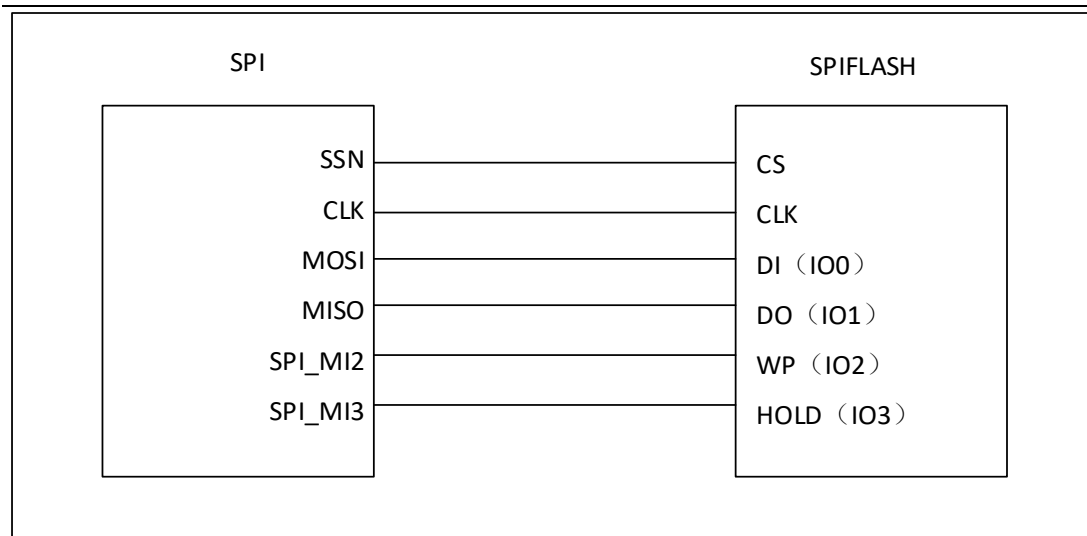 SPI
SPIFLASH
SSN
CLK
MOSI
MISO
SPI_MI2
SPI_MI3
CS
CLK
DI（IO0）
DO（IO1）
WP（IO2）
HOLD（IO3）